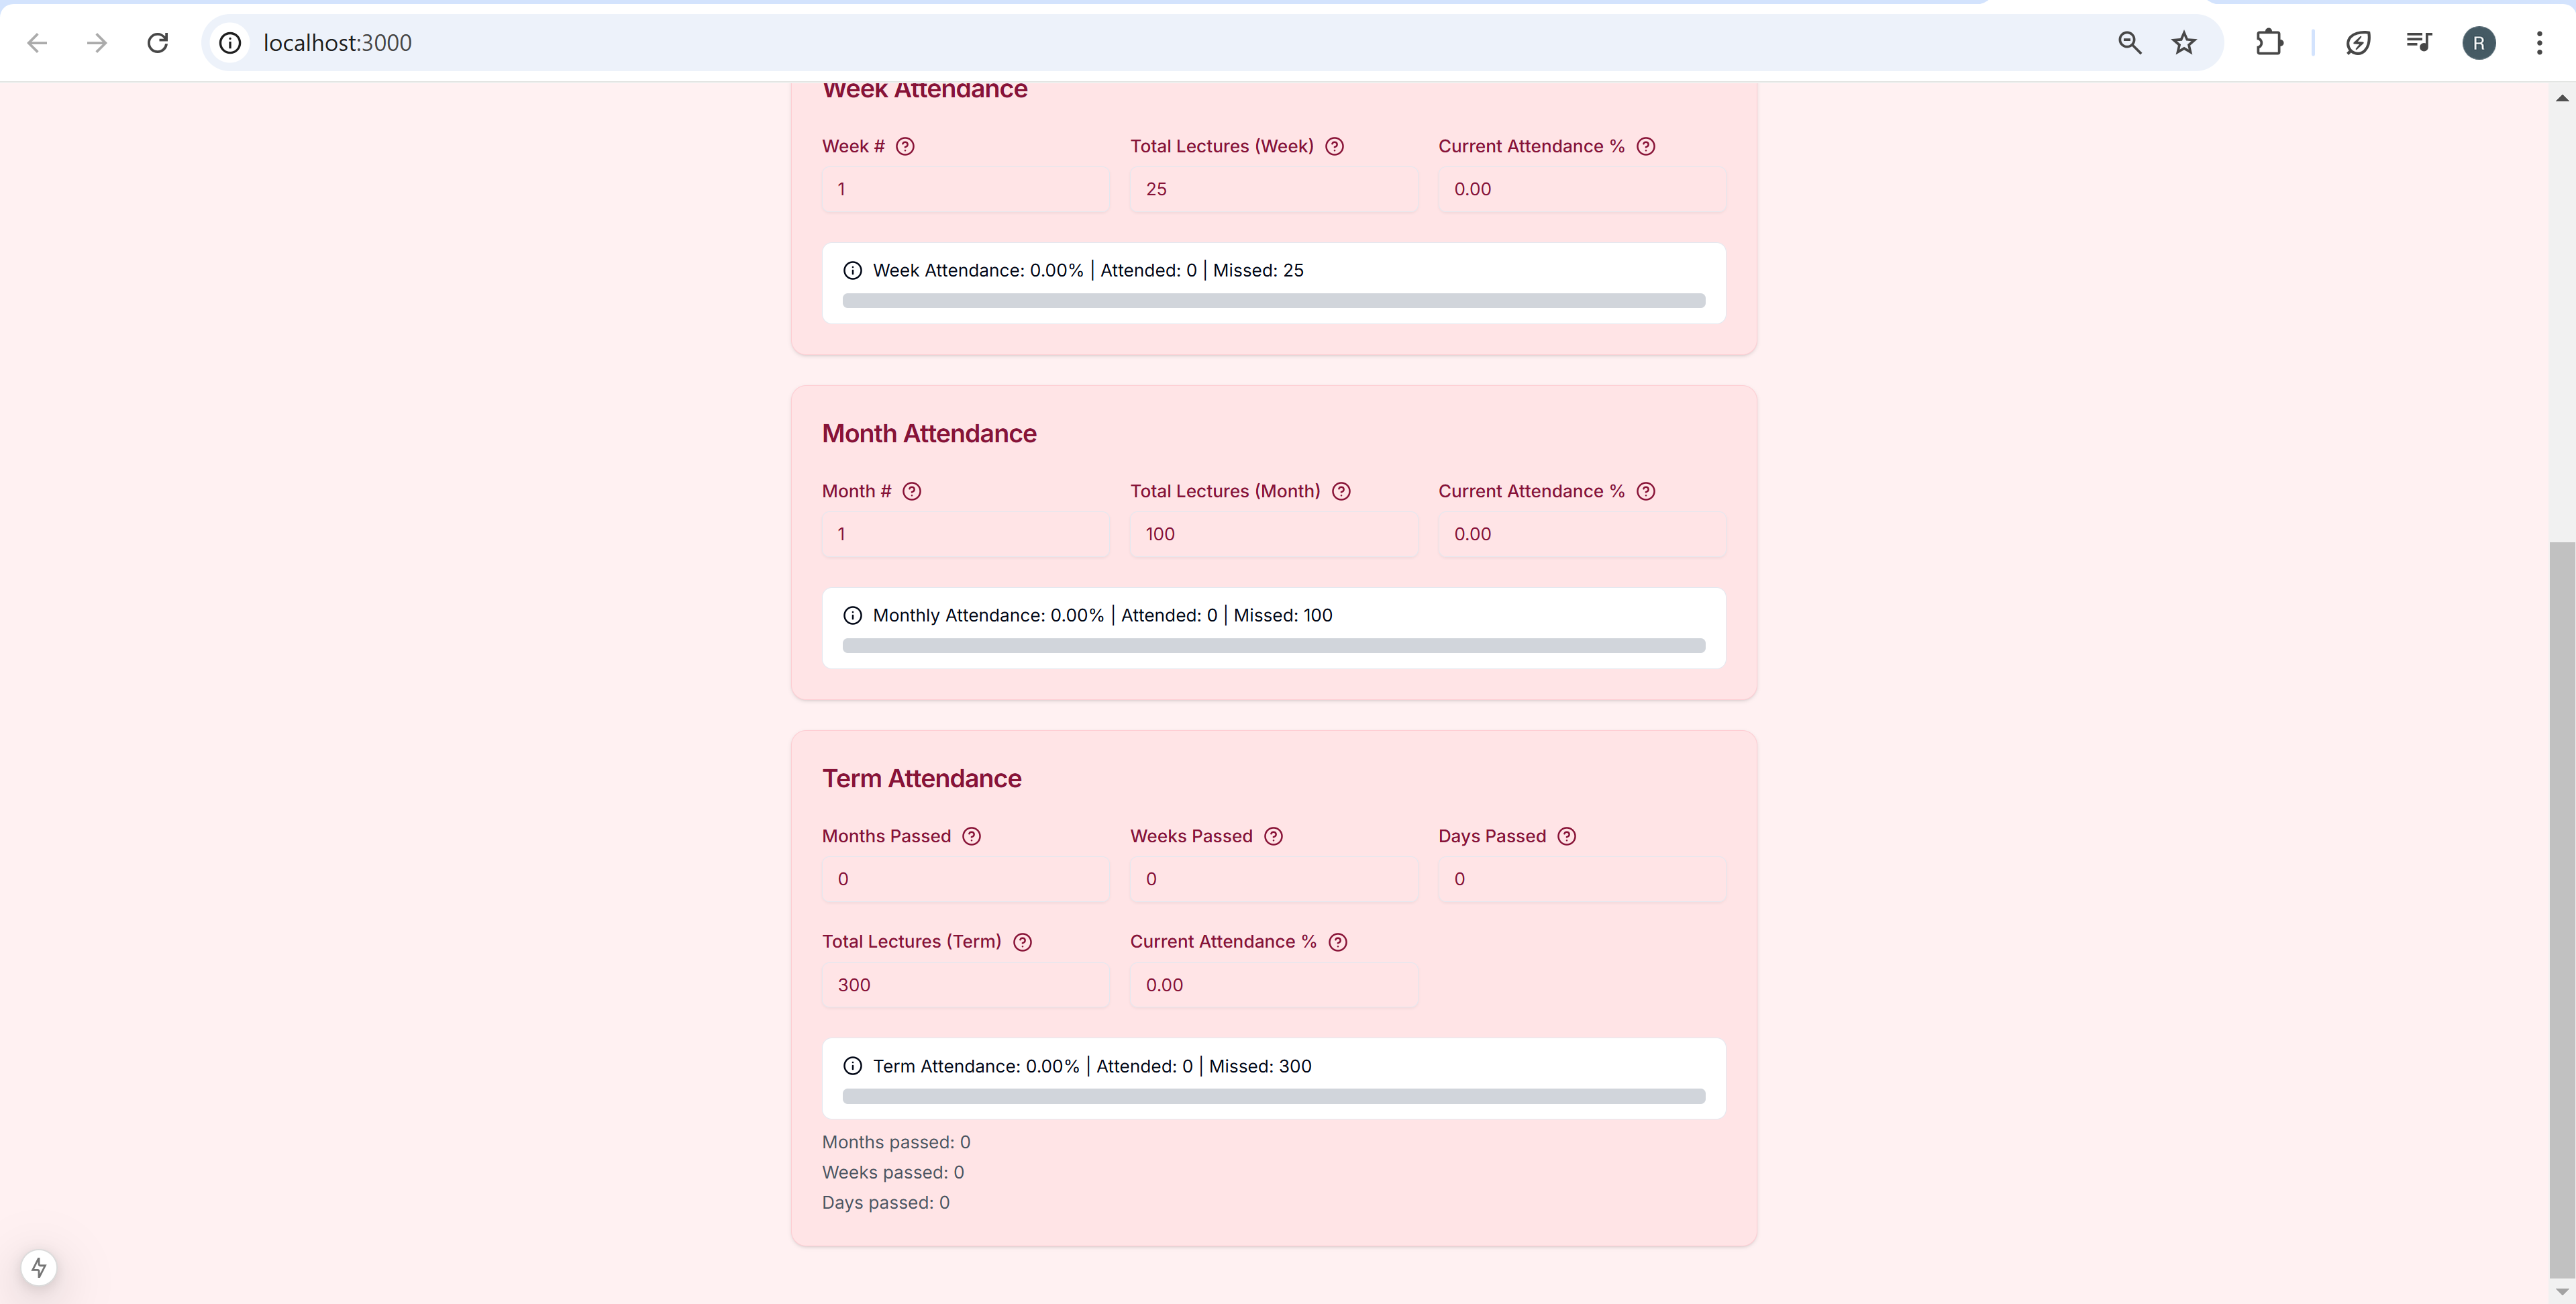 localhost:3000
R
Week Attendance
Week # Total Lectures (Week) Current Attendance %
1 25 0.00
Week Attendance: 0.00% | Attended: 0 | Missed: 25
Month Attendance
Month # Total Lectures (Month) Current Attendance %
1 100 0.00
Monthly Attendance: 0.00% | Attended: 0 | Missed: 100
Term Attendance
Months Passed Weeks Passed Days Passed
0 0 0
Total Lectures (Term) Current Attendance %
300 0.00
Term Attendance: 0.00% | Attended: 0 | Missed: 300
Months passed: 0
Weeks passed: 0
Days passed: 0